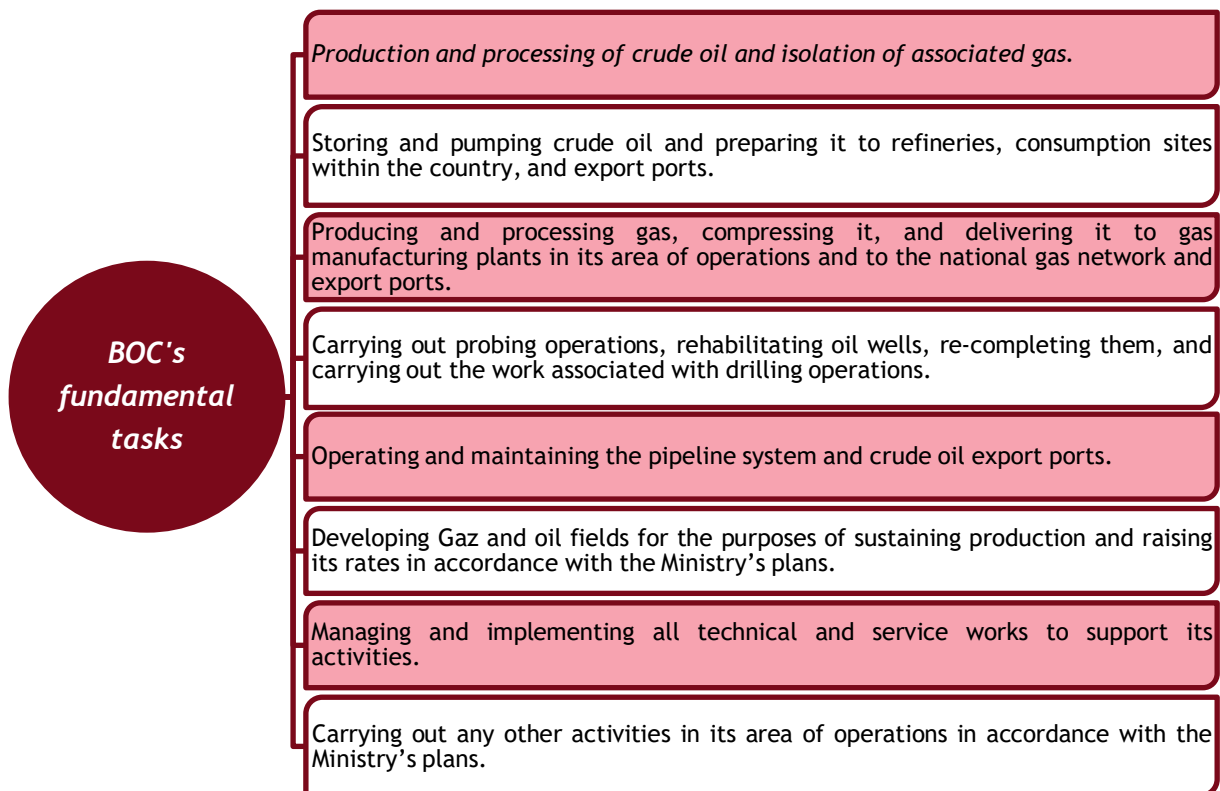 BOC's
fundamental
tasks
Production and processing of crude oil and isolation of associated gas.
Storing and pumping crude oil and preparing it to refineries, consumption sites
within the country, and export ports.
Producing and processing gas, compressing it, and delivering it to gas
manufacturing plants in its area of operations and to the national gas network and
export ports.
Carrying out probing operations, rehabilitating oil wells, re-completing them, and
carrying out the work associated with drilling operations.
Operating and maintaining the pipeline system and crude oil export ports.
Developing Gaz and oil fields for the purposes of sustaining production and raising
its rates in accordance with the Ministry’s plans.
Managing and implementing all technical and service works to support its
activities.
Carrying out any other activities in its area of operations in accordance with the
Ministry’s plans.